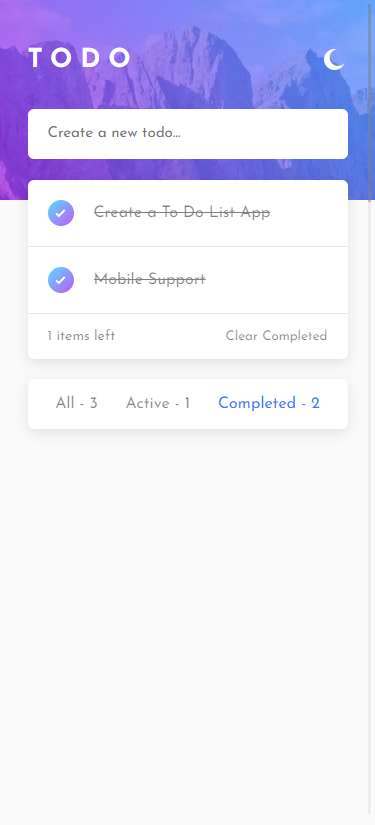 TODO
Create a new todo...
Create a To Do List App
Mobile Support
1 items left Clear Completed
All - 3 Active - 1 Completed - 2